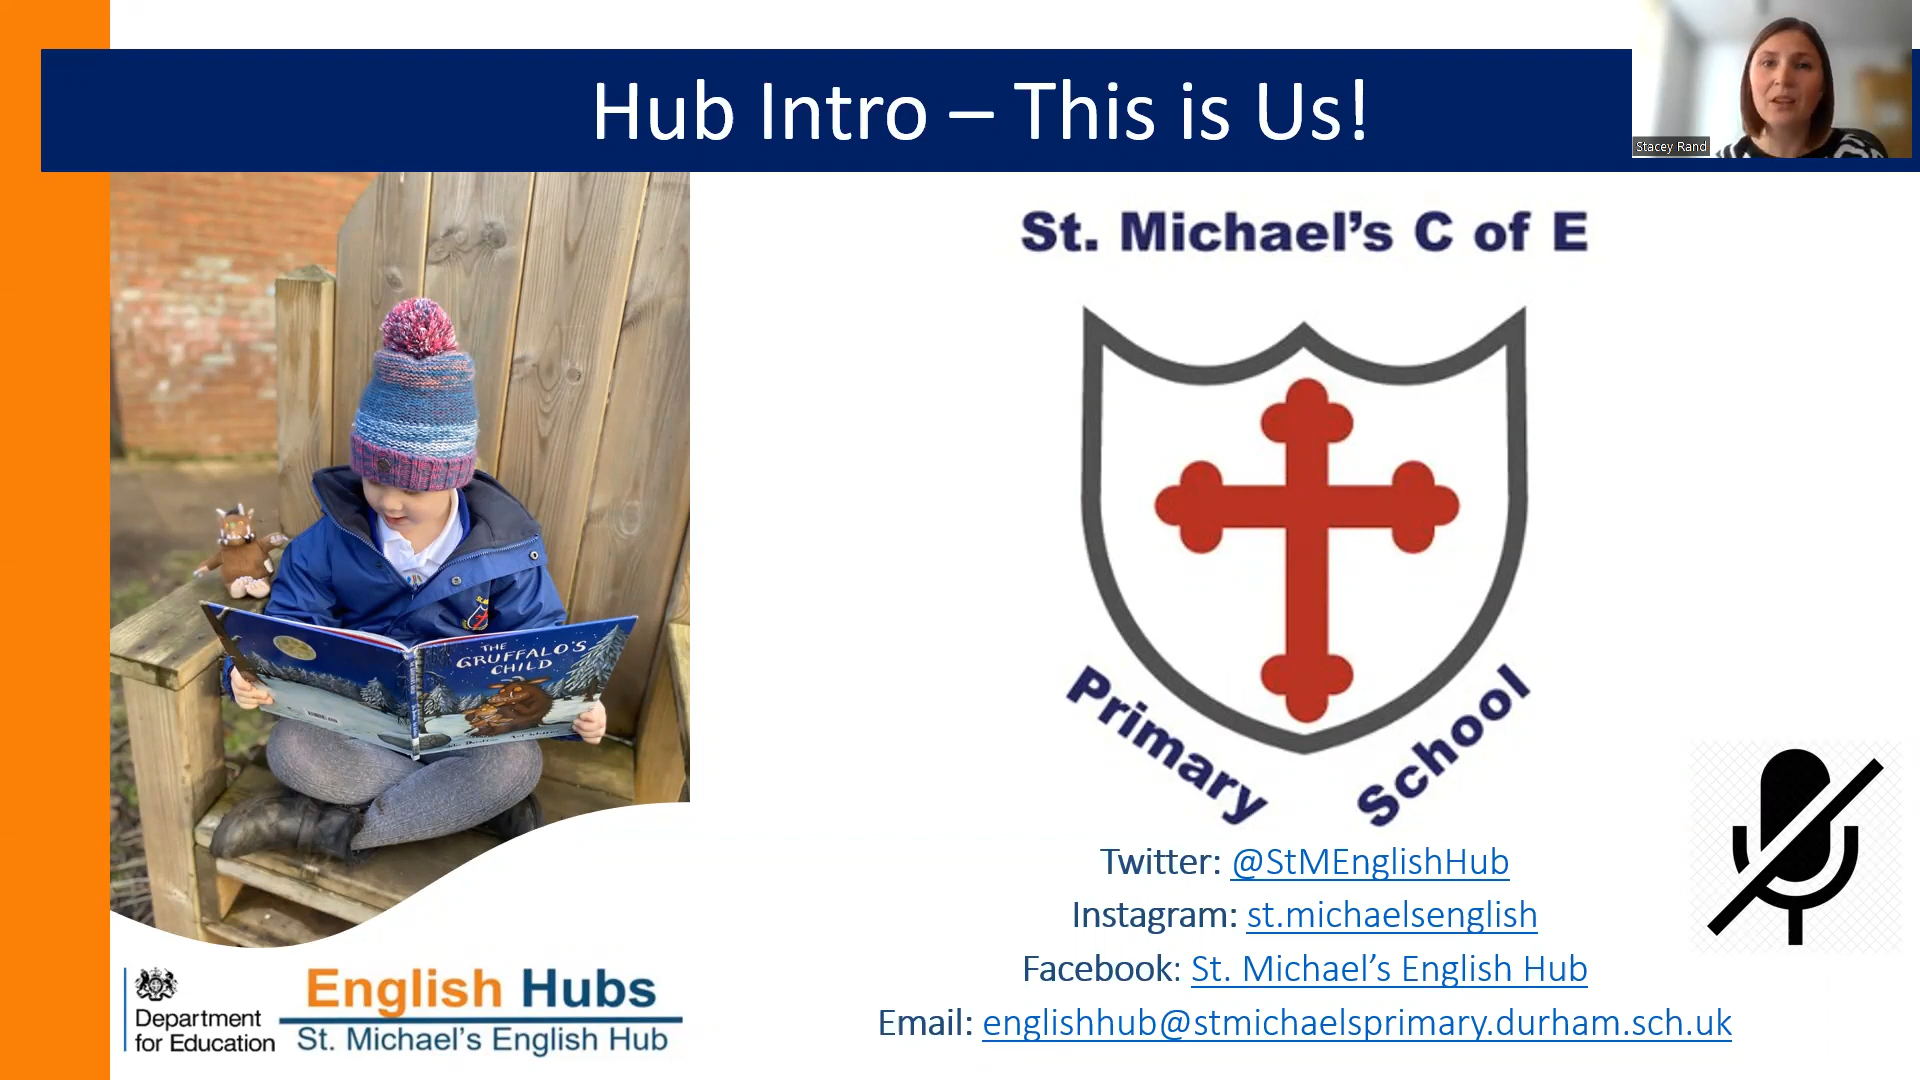 Hub Intro – This is Us!
Stacey Rand
St. Michael's C of E
Primary School
THE
GRUFFALO'S
CHILD
Twitter: @StMEnglishHub
Instagram: st.michaelsenglish
Facebook: St. Michael’s English Hub
Email: englishhub@stmichaelsprimary.durham.sch.uk
Department
for Education
English Hubs
St. Michael's English Hub